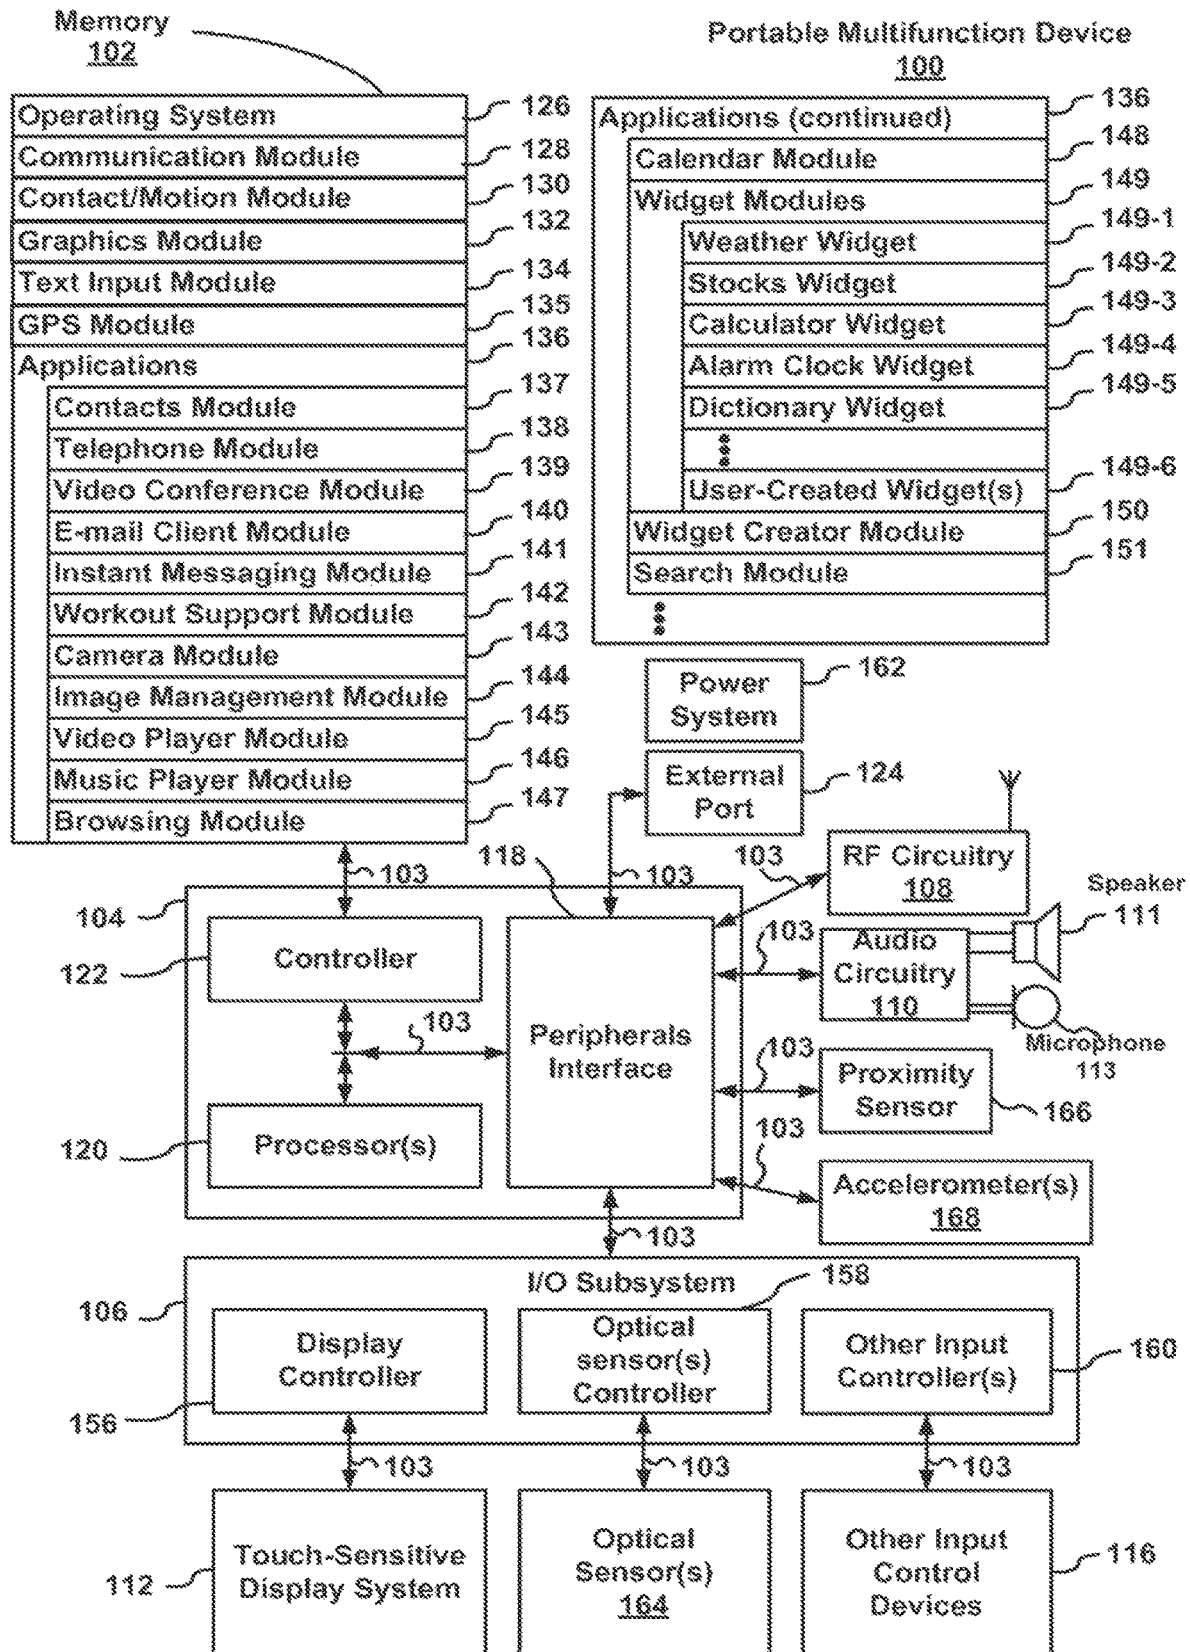 Memory
102
Operating System 126
Communication Module 128
Contact/Motion Module 130
Graphics Module 132
Text Input Module 134
GPS Module 135
Applications 136
Contacts Module 137
Telephone Module 138
Video Conference Module 139
E-mail Client Module 140
Instant Messaging Module 141
Workout Support Module 142
Camera Module 143
Image Management Module 144
Video Player Module 145
Music Player Module 146
Browsing Module 147
Portable Multifunction Device
100
Applications (continued) 136
Calendar Module 148
Widget Modules 149
Weather Widget 149-1
Stocks Widget 149-2
Calculator Widget 149-3
Alarm Clock Widget 149-4
Dictionary Widget 149-5
User-Created Widget(s) 149-6
Widget Creator Module 150
Search Module 151
Power
System
162
External
Port
124
103
118
103
103
RF Circuitry
108
Speaker
111
104
122
Controller
103
Audio
Circuitry
110
Microphone
113
103
Peripherals
Interface
103
Proximity
Sensor
166
120
Processor(s)
103
Accelerometer(s)
168
103
I/O Subsystem
106
158
Display
Controller
156
Optical
sensor(s)
Controller
Other Input
Controller(s)
160
103
103
103
112
Touch-Sensitive
Display System
Optical
Sensor(s)
164
Other Input
Control
Devices
116